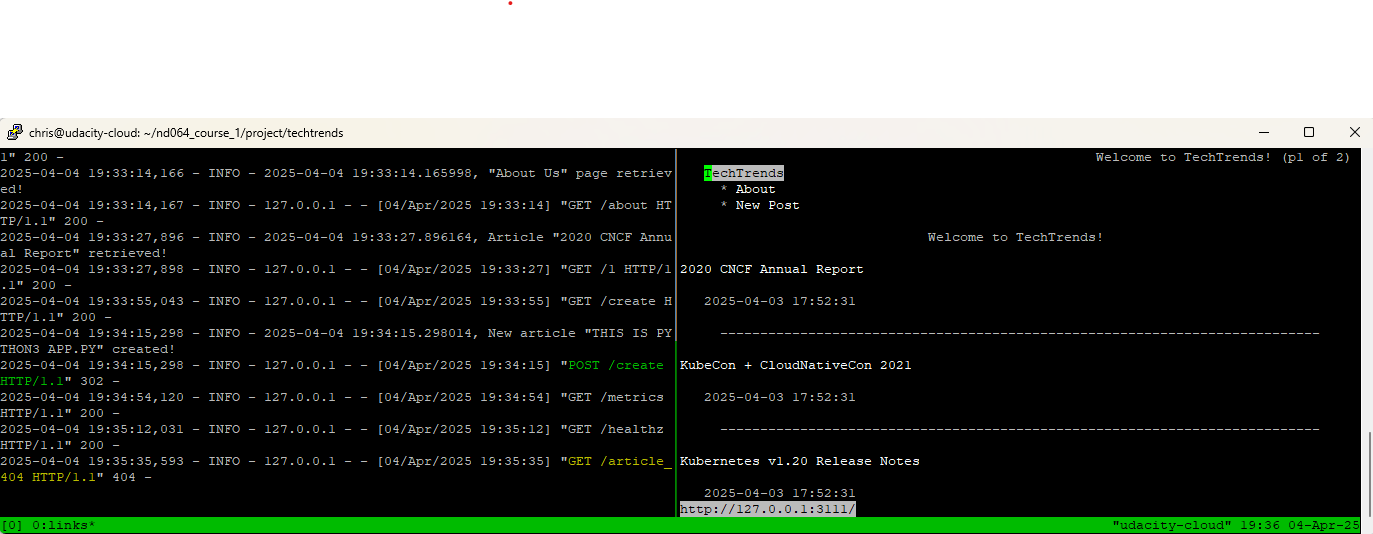 chris@udacity-cloud: ~/nd064_course_1/project/techtrends
1" 200 -
2025-04-04 19:33:14,166 - INFO - 2025-04-04 19:33:14.165998, "About Us" page retriev
ed!
2025-04-04 19:33:14,167 - INFO - 127.0.0.1 - - [04/Apr/2025 19:33:14] "GET /about HT
TP/1.1" 200 -
2025-04-04 19:33:27,896 - INFO - 2025-04-04 19:33:27.896164, Article "2020 CNCF Annu
al Report" retrieved!
2025-04-04 19:33:27,898 - INFO - 127.0.0.1 - - [04/Apr/2025 19:33:27] "GET /1 HTTP/1
.1" 200 -
2025-04-04 19:33:55,043 - INFO - 127.0.0.1 - - [04/Apr/2025 19:33:55] "GET /create H
TTP/1.1" 200 -
2025-04-04 19:34:15,298 - INFO - 2025-04-04 19:34:15.298014, New article "THIS IS PY
THON3 APP.PY" created!
2025-04-04 19:34:15,298 - INFO - 127.0.0.1 - - [04/Apr/2025 19:34:15] "POST /create
HTTP/1.1" 302 -
2025-04-04 19:34:54,120 - INFO - 127.0.0.1 - - [04/Apr/2025 19:34:54] "GET /metrics
HTTP/1.1" 200 -
2025-04-04 19:35:12,031 - INFO - 127.0.0.1 - - [04/Apr/2025 19:35:12] "GET /healthz
HTTP/1.1" 200 -
2025-04-04 19:35:35,593 - INFO - 127.0.0.1 - - [04/Apr/2025 19:35:35] "GET /article_
404 HTTP/1.1" 404 -
Welcome to TechTrends! (p1 of 2)
TechTrends
* About
* New Post
Welcome to TechTrends!
2020 CNCF Annual Report
2025-04-03 17:52:31
---------------------------------------------------------------------------
KubeCon + CloudNativeCon 2021
2025-04-03 17:52:31
---------------------------------------------------------------------------
Kubernetes v1.20 Release Notes
2025-04-03 17:52:31
http://127.0.0.1:3111/
[0] 0:links* "udacity-cloud" 19:36 04-Apr-25